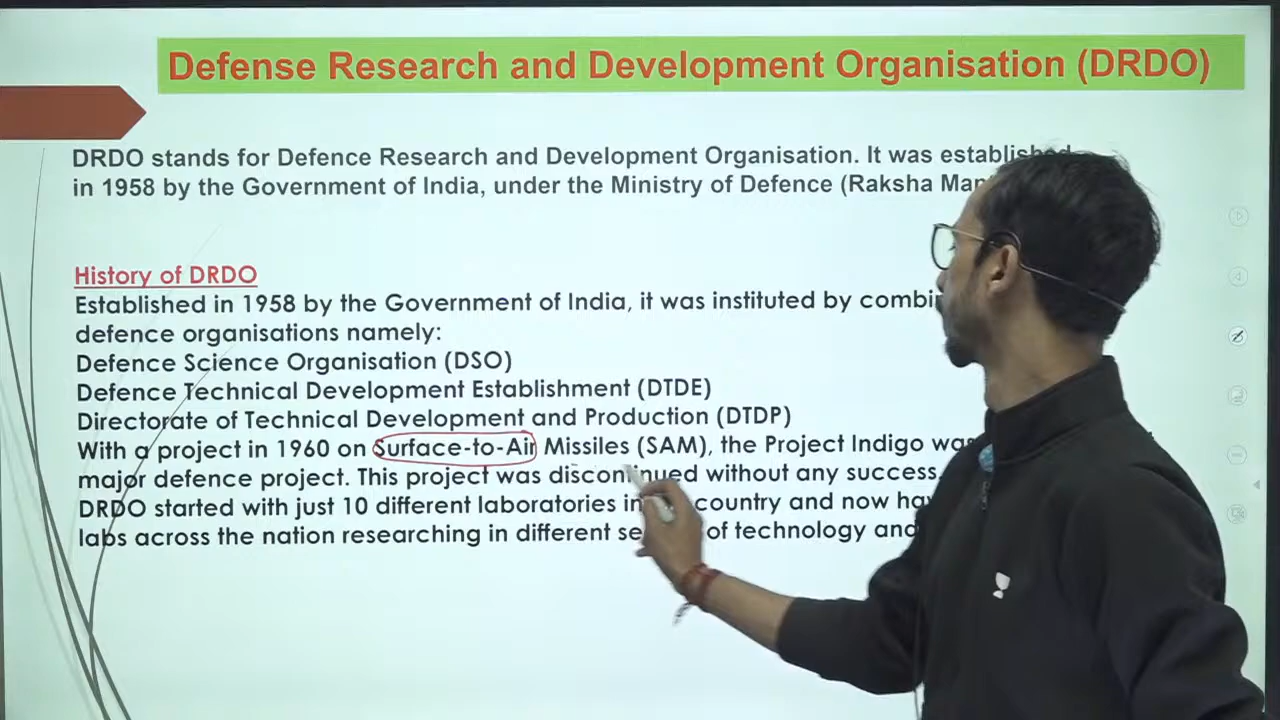 Defense Research and Development Organisation (DRDO)
DRDO stands for Defence Research and Development Organisation. It was established
in 1958 by the Government of India, under the Ministry of Defence (Raksha
History of DRDO
Established in 1958 by the Government of India, it was instituted by
defence organisations namely:
Defence Science Organisation (DSO)
Defence Technical Development Establishment (DTDE)
Directorate of Technical Development and Production (DTDP)
With a project in 1960 on Surface-to-Air Missiles (SAM), the Project Indigo
major defence project. This project was discontinued without any success.
DRDO started with just 10 different laboratories in country and now
labs across the nation researching in different of technology and